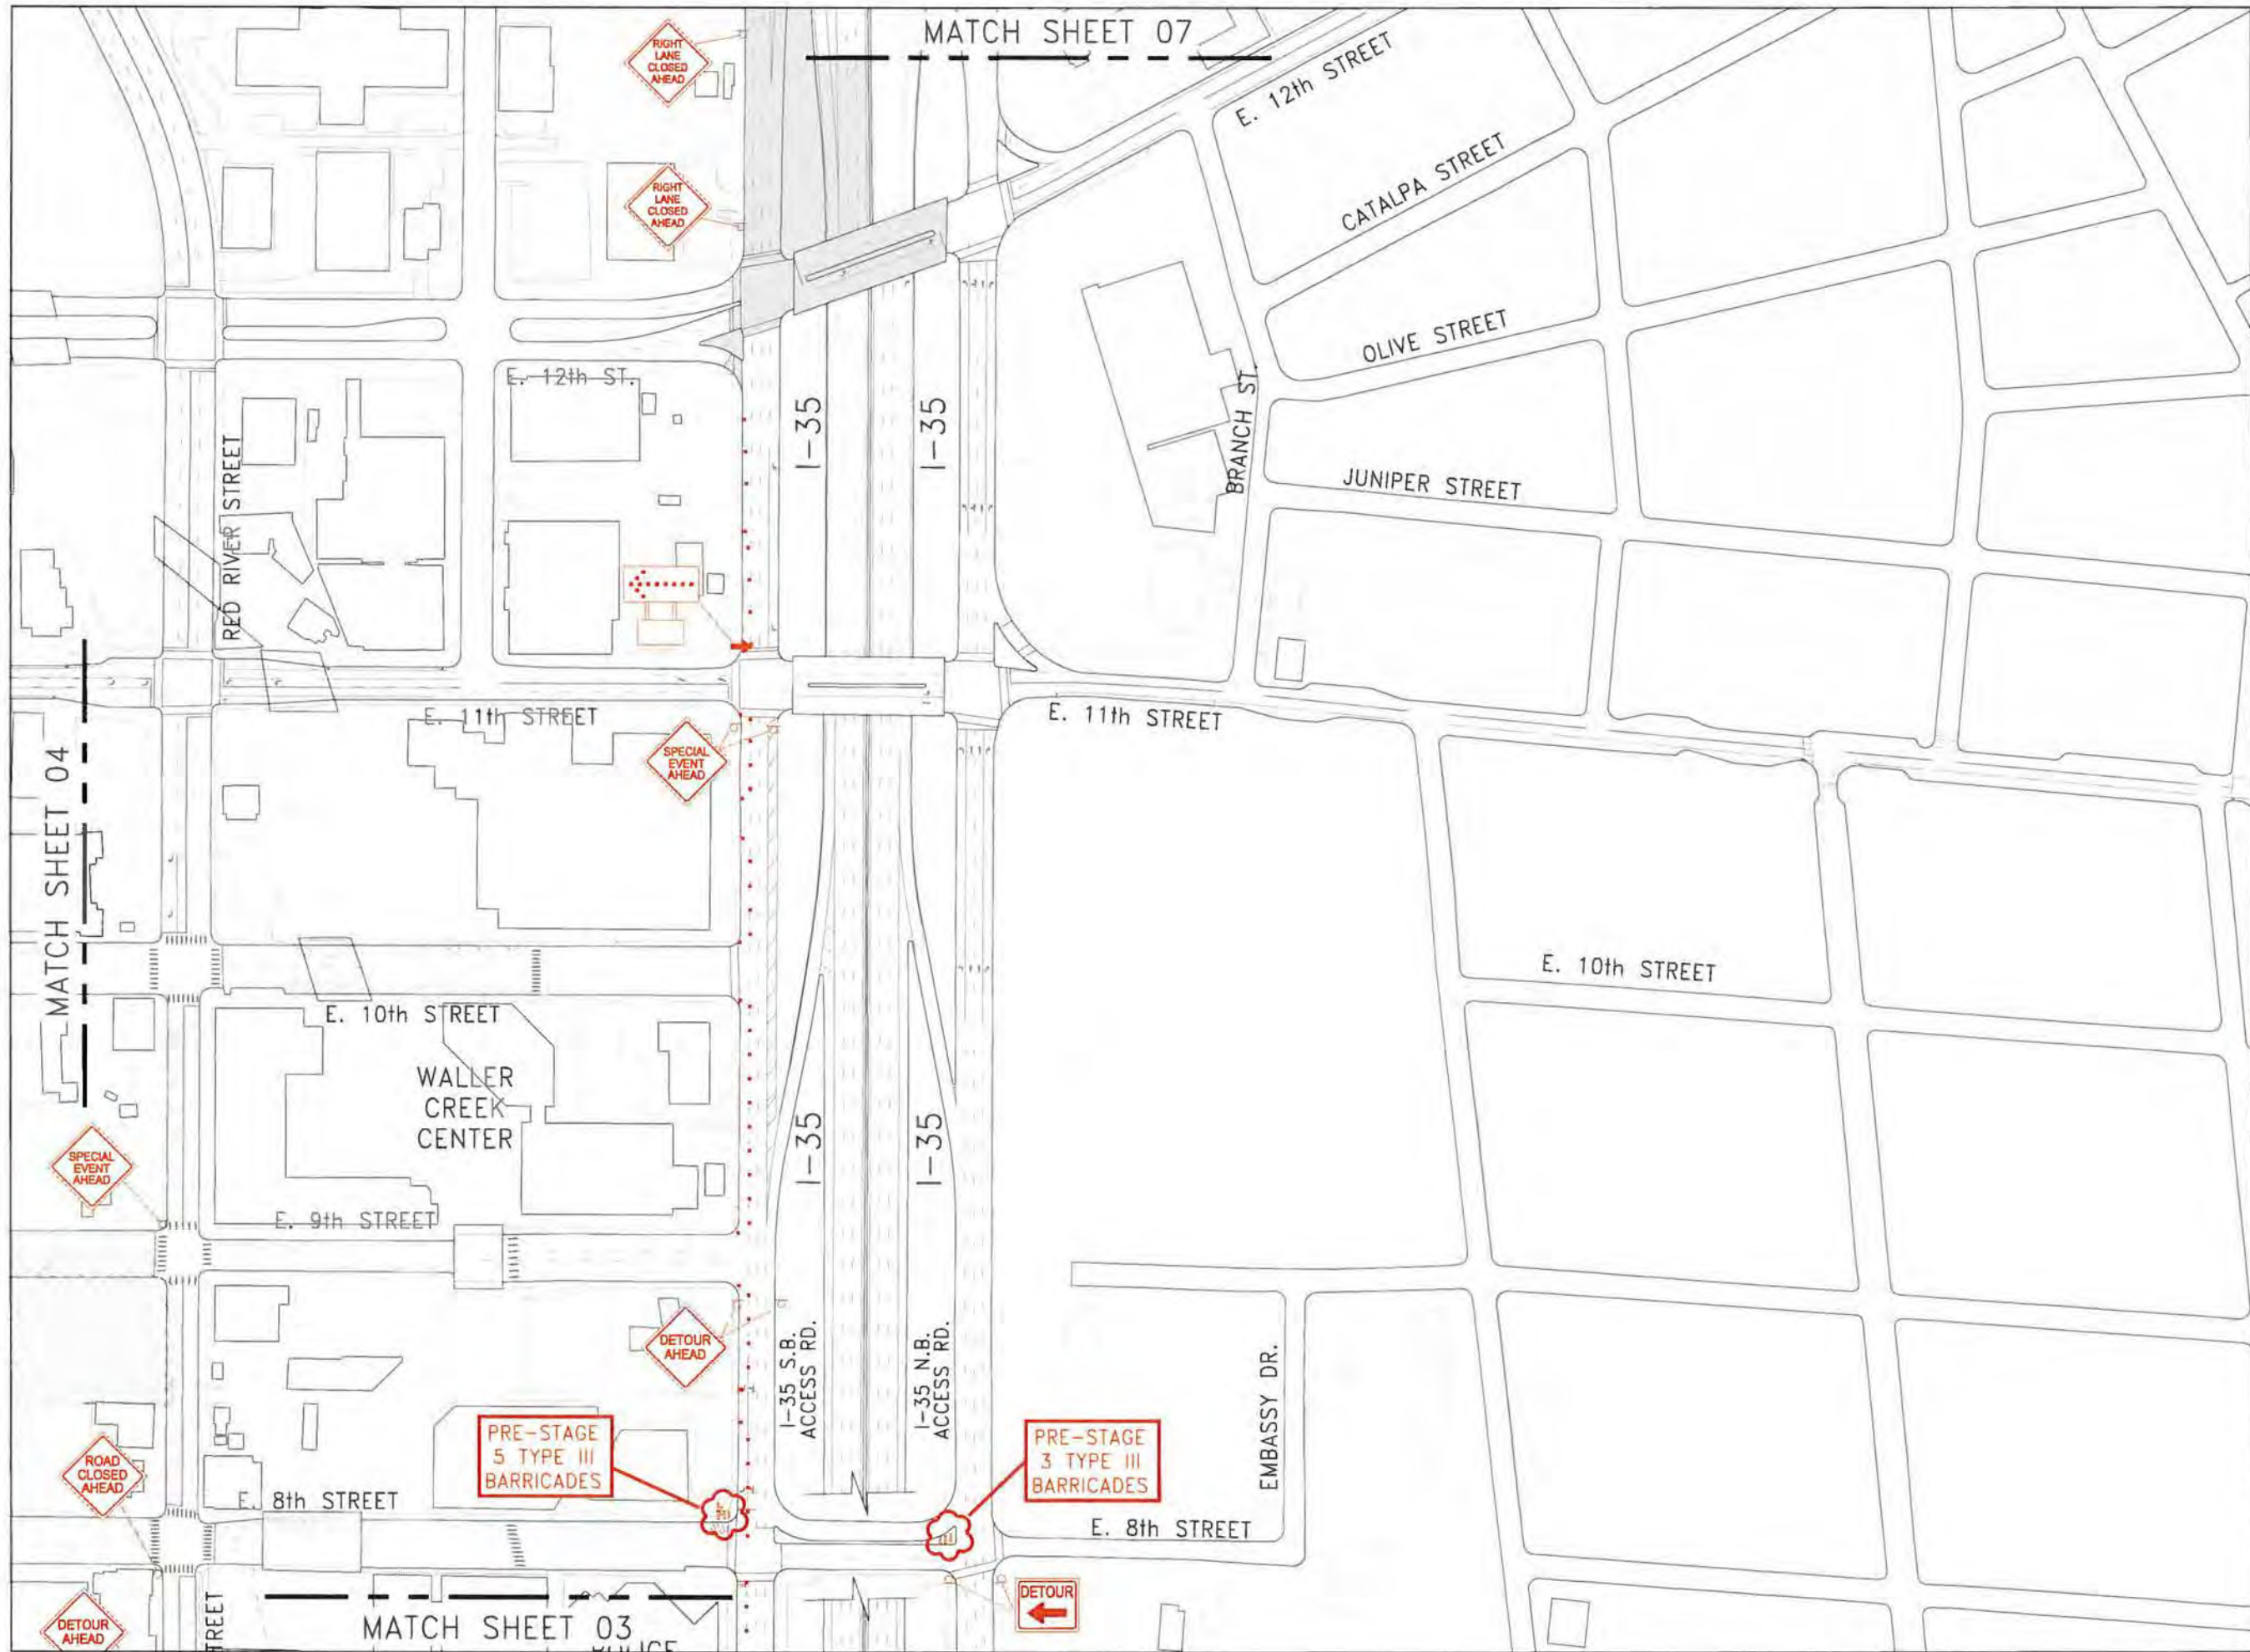 MATCH SHEET 07
RIGHT
LANE
CLOSED
AHEAD
E. 12th STREET
CATALPA STREET
RIGHT
LANE
CLOSED
AHEAD
OLIVE STREET
E. 12th ST.
BRANCH ST.
I-35
I-35
JUNIPER STREET
RED RIVER STREET
E. 11th STREET
E. 11th STREET
SPECIAL
EVENT
AHEAD
MATCH SHEET 04
E. 10th STREET
E. 10th STREET
WALLER
CREEK
CENTER
I-35
I-35
SPECIAL
EVENT
AHEAD
E. 9th STREET
DETOUR
AHEAD
I-35 S.B.
ACCESS RD.
I-35 N.B.
ACCESS RD.
EMBASSY DR.
PRE-STAGE
5 TYPE III
BARRICADES
PRE-STAGE
3 TYPE III
BARRICADES
ROAD
CLOSED
AHEAD
E. 8th STREET
E. 8th STREET
DETOUR
DETOUR
AHEAD
MATCH SHEET 03